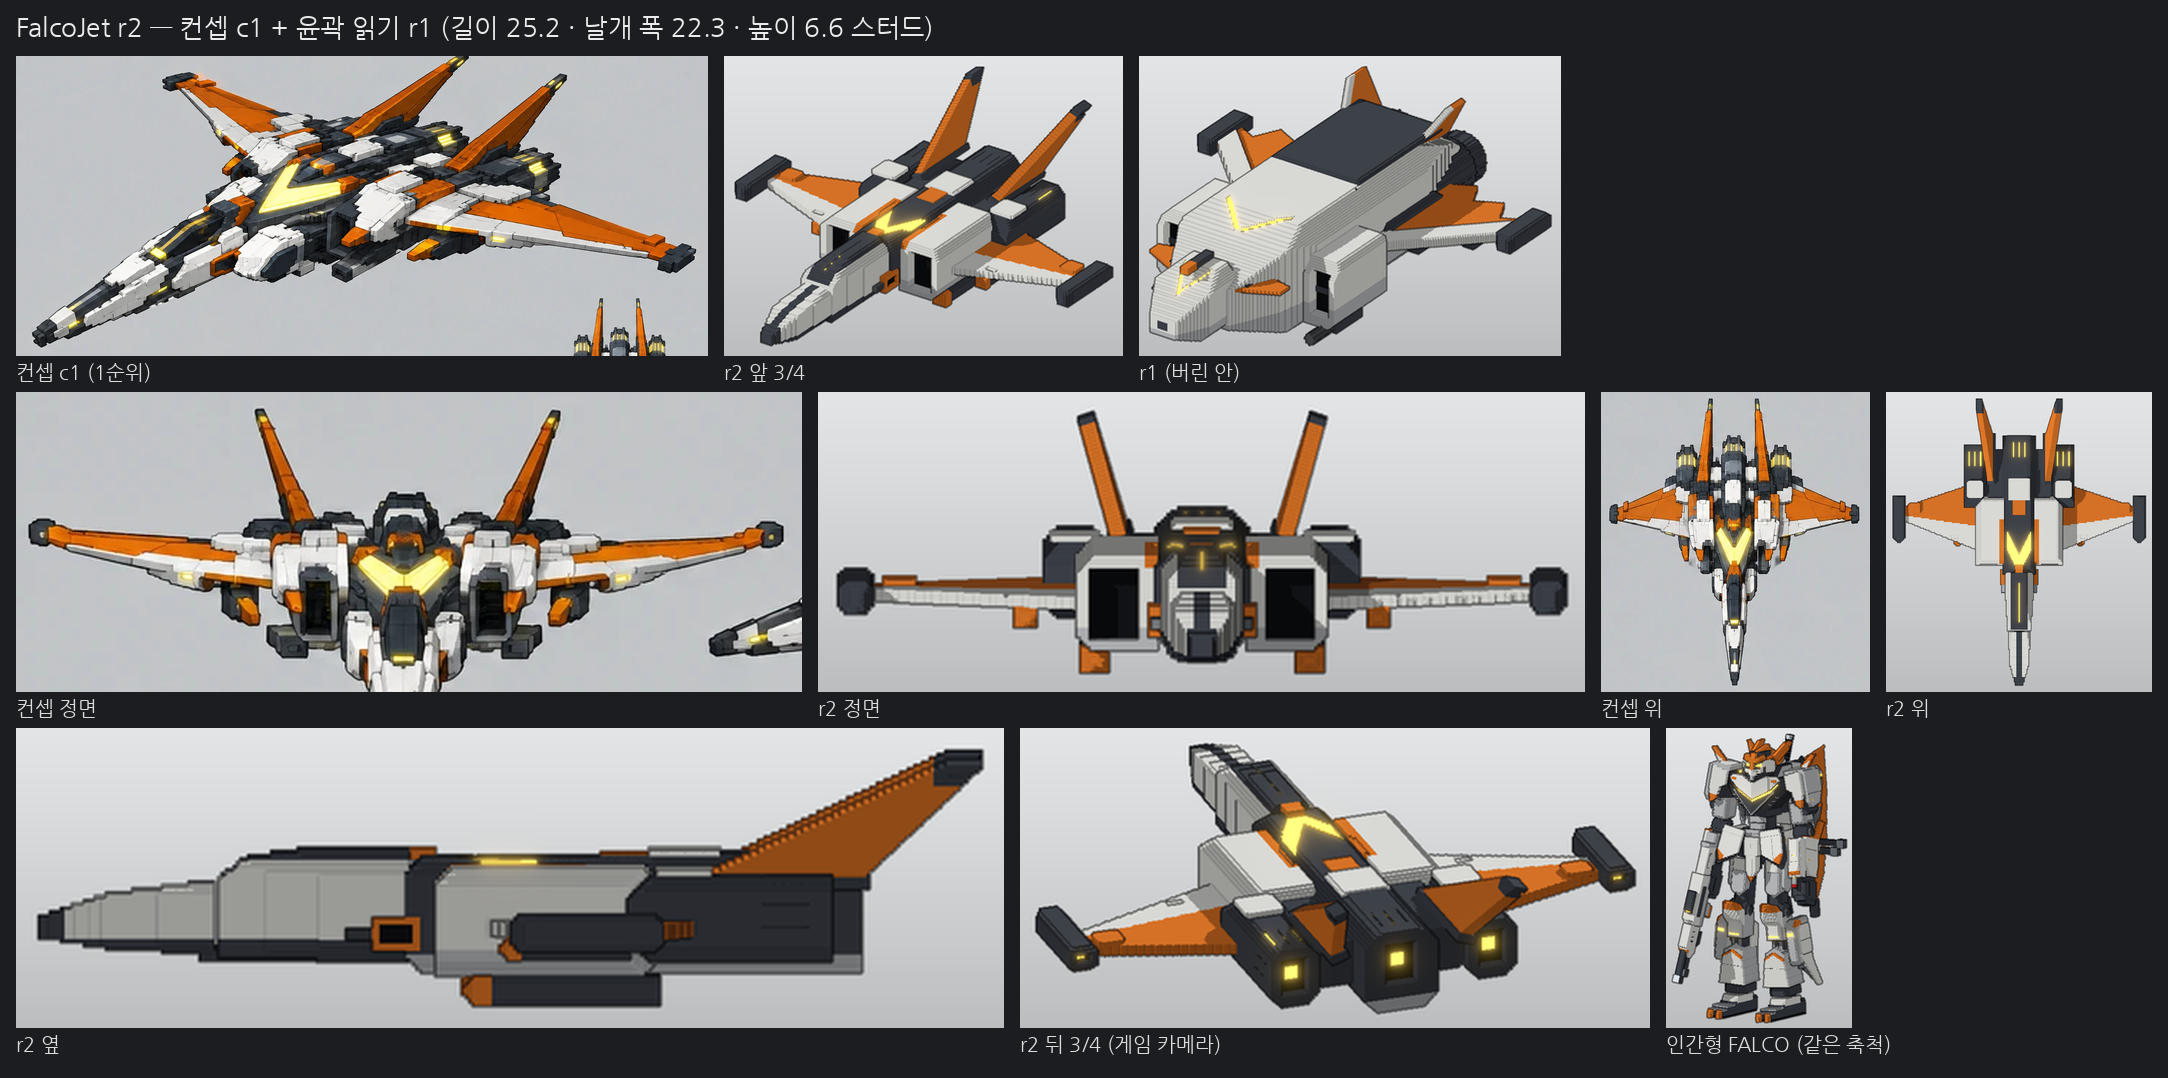 FalcoJet r2 — 컨셉 c1 + 윤곽 읽기 r1 (길이 25.2 · 날개 폭 22.3 · 높이 6.6 스터드)
컨셉 c1 (1순위)
r2 앞 3/4
r1 (버린 안)
컨셉 정면
r2 정면
컨셉 위
r2 위
r2 옆
r2 뒤 3/4 (게임 카메라)
인간형 FALCO (같은 축척)